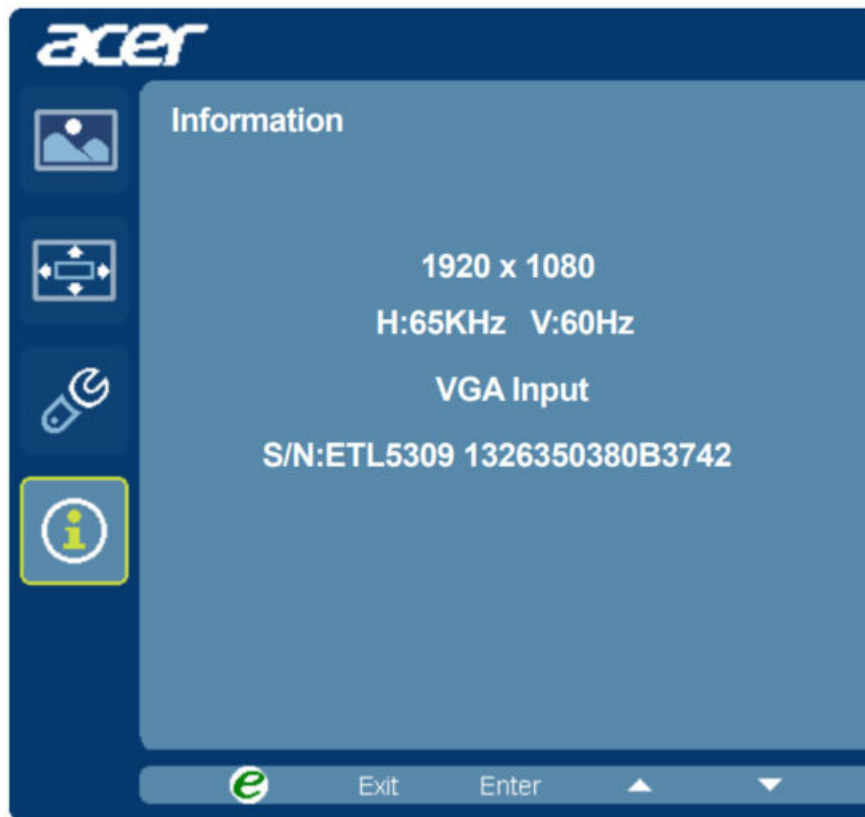 acer
Information
1920 x 1080
H:65KHz V:60Hz
VGA Input
S/N:ETL5309 1326350380B3742
e Exit Enter